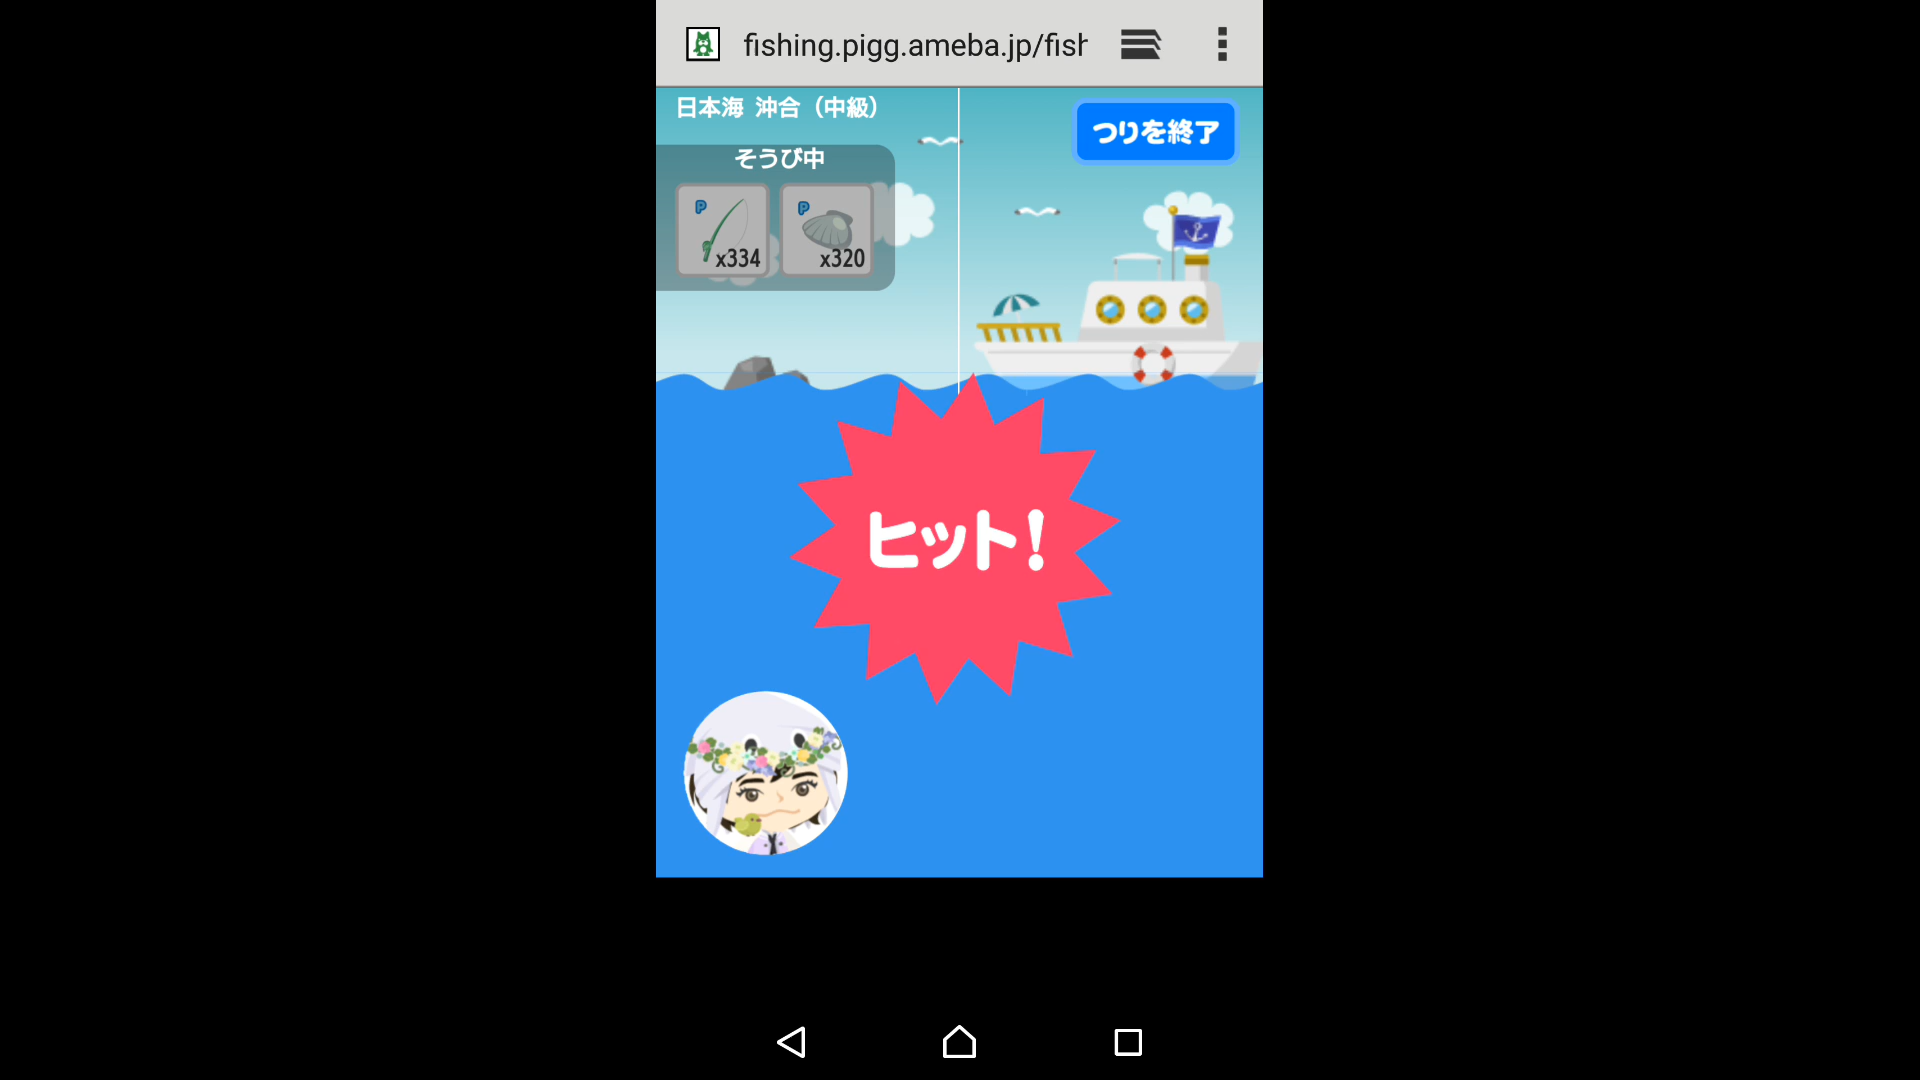 fishing.pigg.ameba.jp/fish
日本海 沖合（中級）
つりを終了
そうび中
P
x334
P
x320
ヒット！